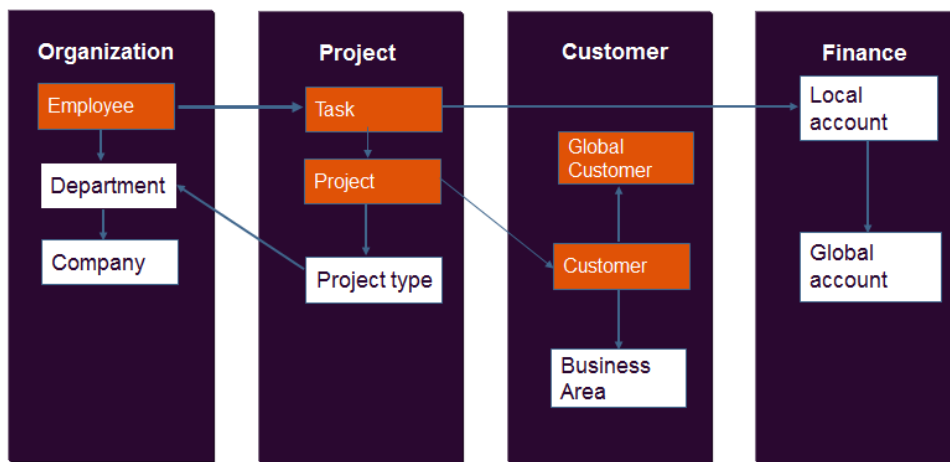 Organization
Employee
Department
Company
Project
Task
Project
Project type
Customer
Global
Customer
Customer
Business
Area
Finance
Local
account
Global
account